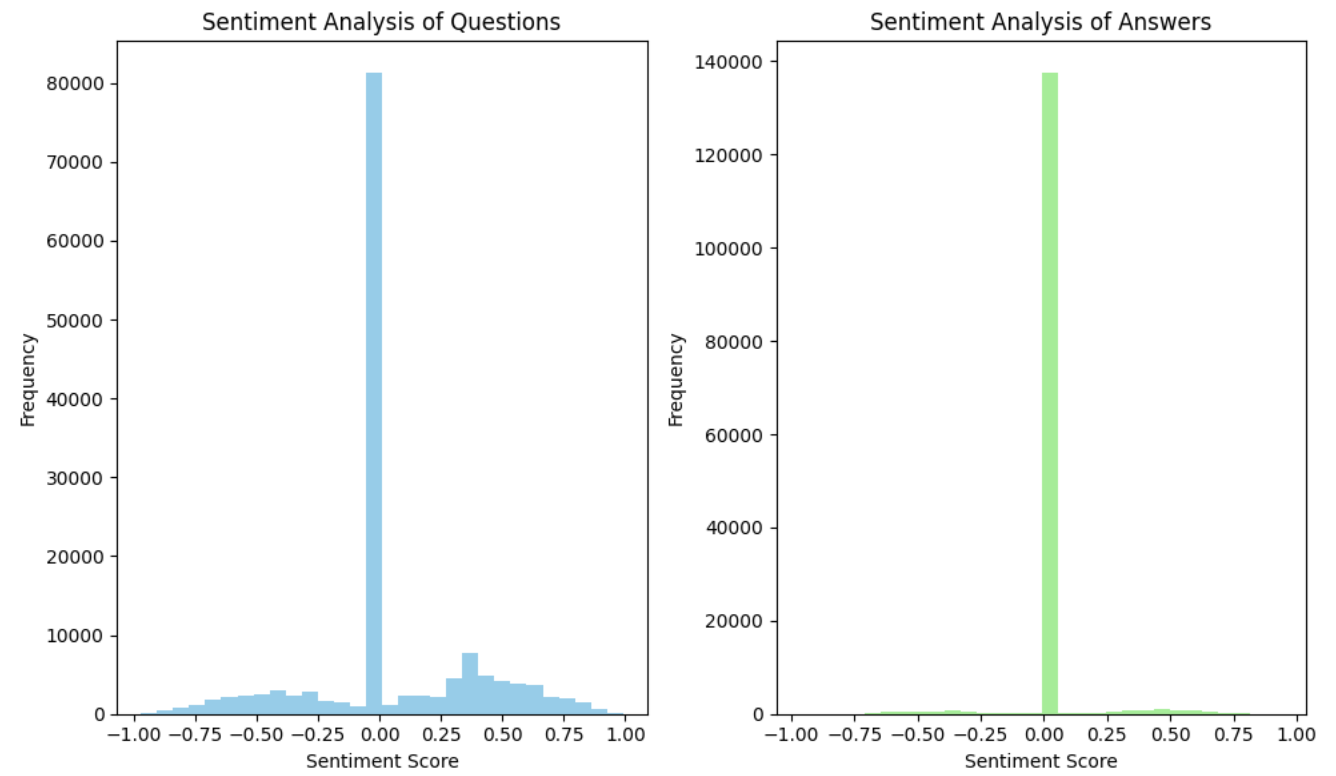 Sentiment Analysis of Questions
80000
70000
60000
50000
40000
30000
20000
10000
0
Frequency
−1.00 −0.75 −0.50 −0.25 0.00 0.25 0.50 0.75 1.00
Sentiment Score
Sentiment Analysis of Answers
140000
120000
100000
80000
60000
40000
20000
0
Frequency
−1.00 −0.75 −0.50 −0.25 0.00 0.25 0.50 0.75 1.00
Sentiment Score